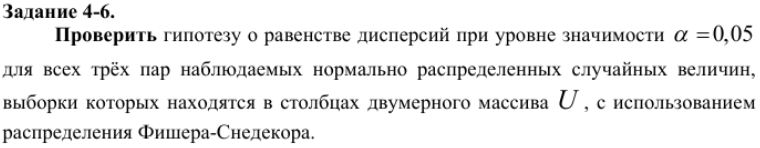 Задание 4-6.
Проверить гипотезу о равенстве дисперсий при уровне значимости α = 0,05
для всех трёх пар наблюдаемых нормально распределенных случайных величин,
выборки которых находятся в столбцах двумерного массива U , с использованием
распределения Фишера-Снедекора.